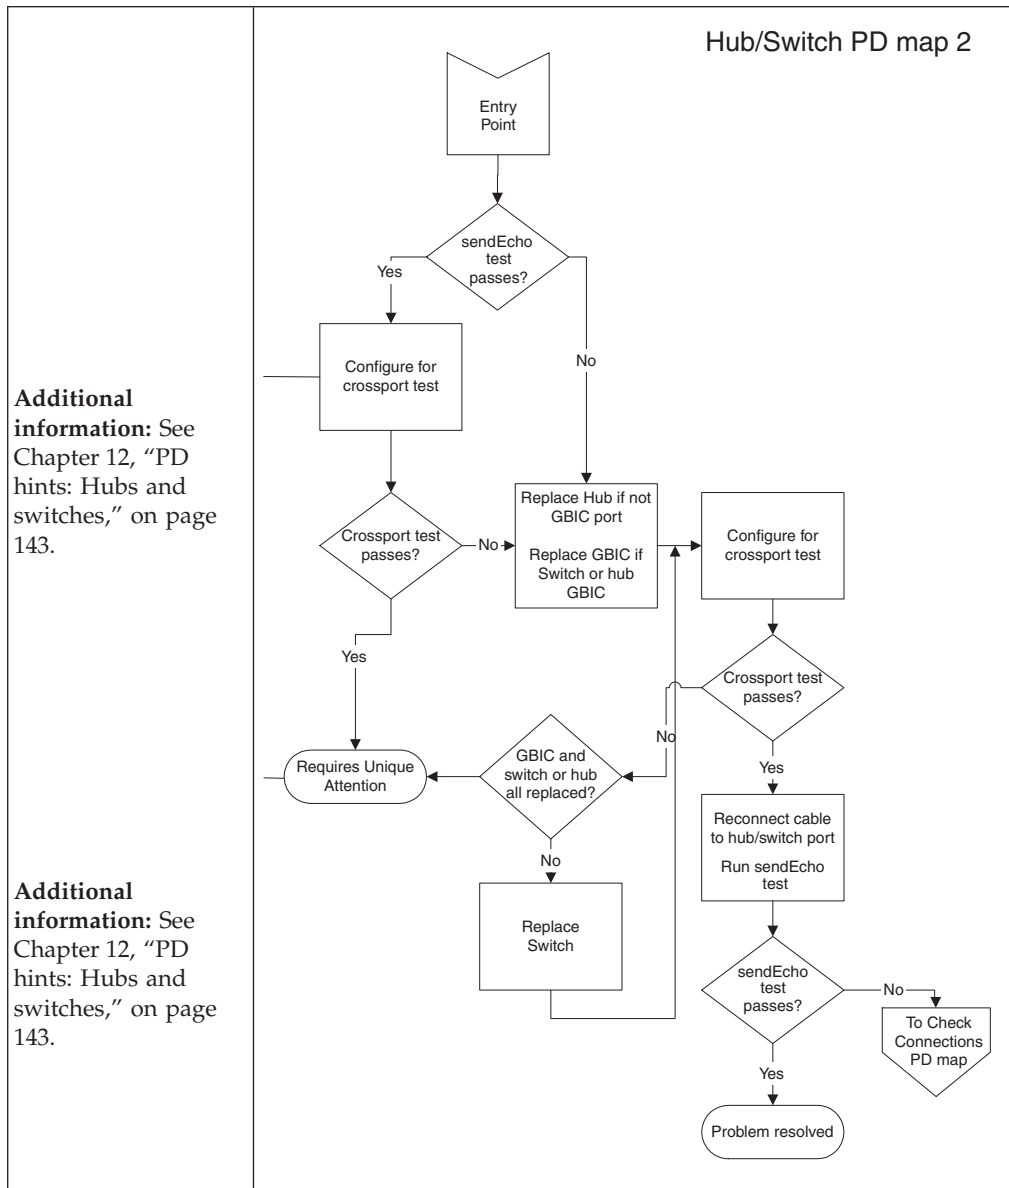 Hub/Switch PD map 2
Entry
Point
sendEcho
test
passes?
Yes
No
Configure for
crossport test
Additional
information: See
Chapter 12, “PD
hints: Hubs and
switches,” on page
143.
Crossport test
passes?
No
Replace Hub if not
GBIC port
Replace GBIC if
Switch or hub
GBIC
Configure for
crossport test
Yes
Crossport test
passes?
No
Requires Unique
Attention
GBIC and
switch or hub
all replaced?
Yes
No
Reconnect cable
to hub/switch port
Run sendEcho
test
Additional
information: See
Chapter 12, “PD
hints: Hubs and
switches,” on page
143.
Replace
Switch
sendEcho
test
passes?
No
To Check
Connections
PD map
Yes
Problem resolved